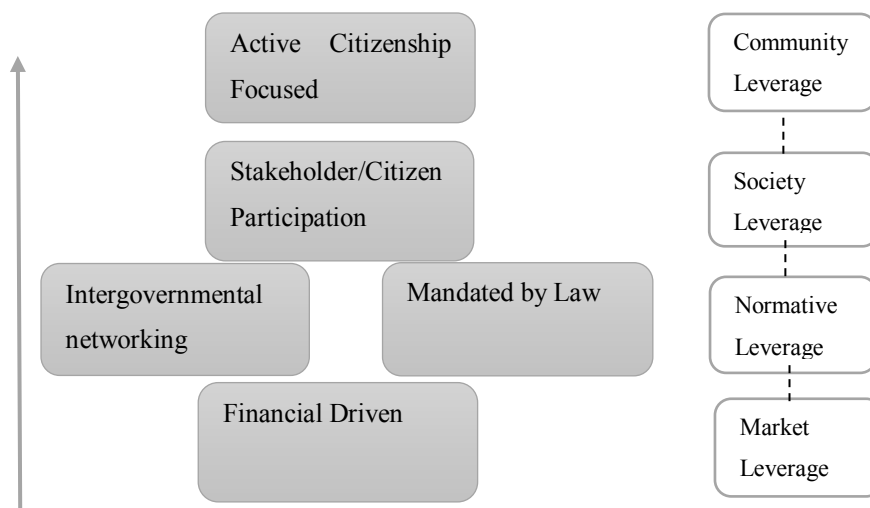 Active Citizenship
Focused
Community
Leverage
Stakeholder/Citizen
Participation
Society
Leverage
Intergovernmental
networking
Mandated by Law
Normative
Leverage
Financial Driven
Market
Leverage